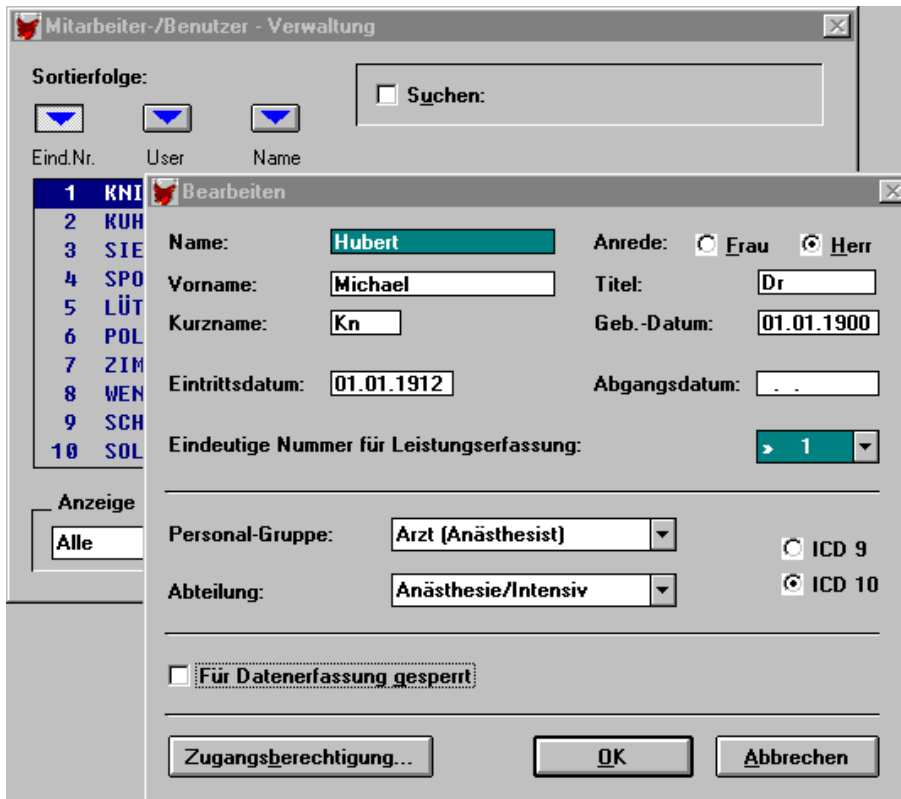 Mitarbeiter-/Benutzer - Verwaltung
Sortierfolge:
Suchen:
Eind.Nr. User Name
1 KNI
2 KUH
3 SIE
4 SPO
5 LÜT
6 POL
7 ZIM
8 WEN
9 SCH
10 SOL
Anzeige
Alle
Bearbeiten
Name: Hubert Anrede: Frau Herr
Vorname: Michael Titel: Dr
Kurzname: Kn Geb.-Datum: 01.01.1900
Eintrittsdatum: 01.01.1912 Abgangsdatum: . .
Eindeutige Nummer für Leistungserfassung: » 1
Personal-Gruppe: Arzt (Anästhesist) ICD 9
Abteilung: Anästhesie/Intensiv ICD 10
Für Datenerfassung gesperrt
Zugangsberechtigung... OK Abbrechen